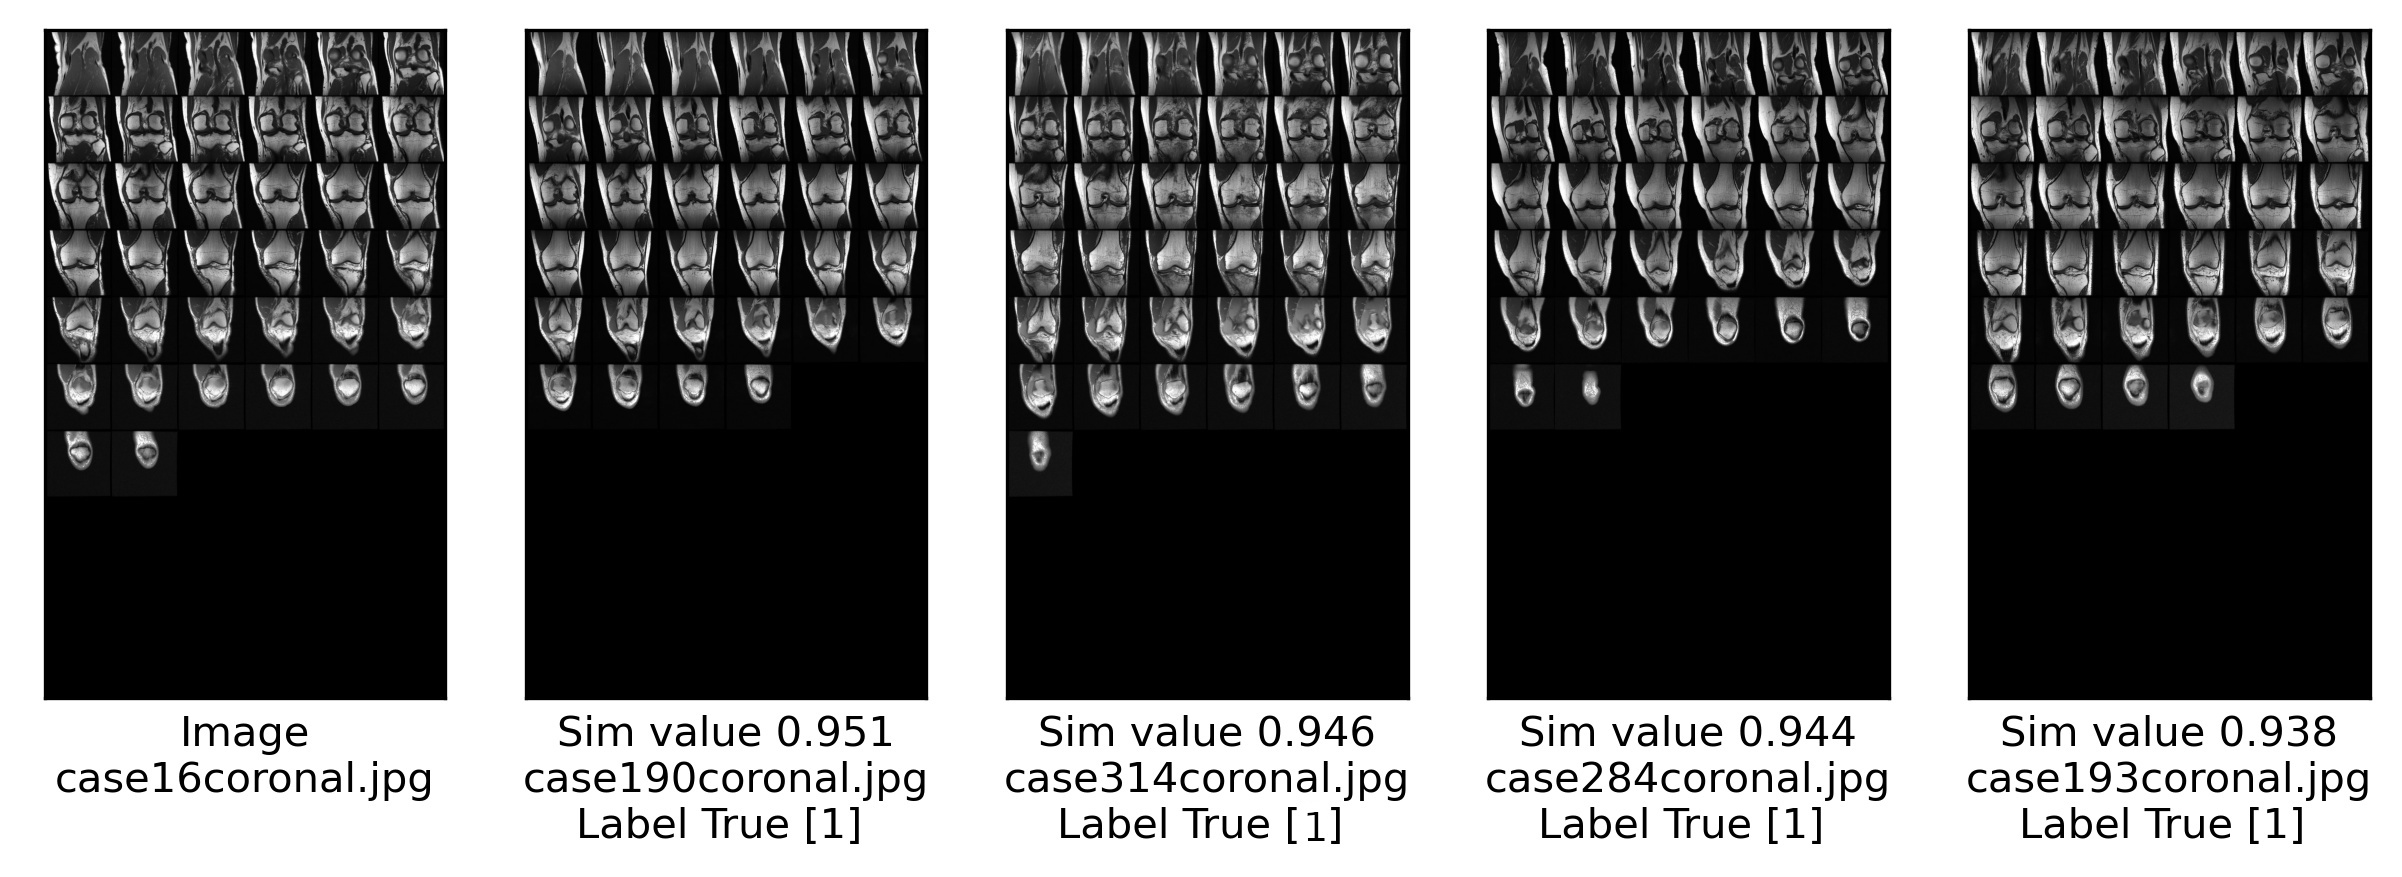 Image
case16coronal.jpg
Sim value 0.951
case190coronal.jpg
Label True [1]
Sim value 0.946
case314coronal.jpg
Label True [1]
Sim value 0.944
case284coronal.jpg
Label True [1]
Sim value 0.938
case193coronal.jpg
Label True [1]